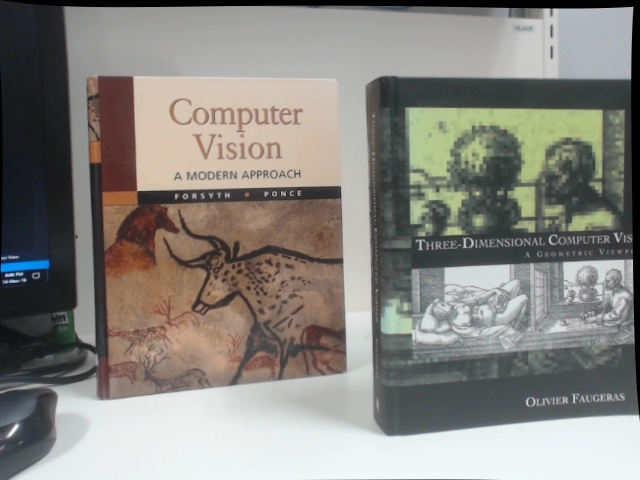 Computer
Vision
A MODERN APPROACH
FORSYTH ▪ PONCE
THREE-DIMENSIONAL COMPUTER VIS
A GEOMETRIC VIEWP
OLIVIER FAUGERAS